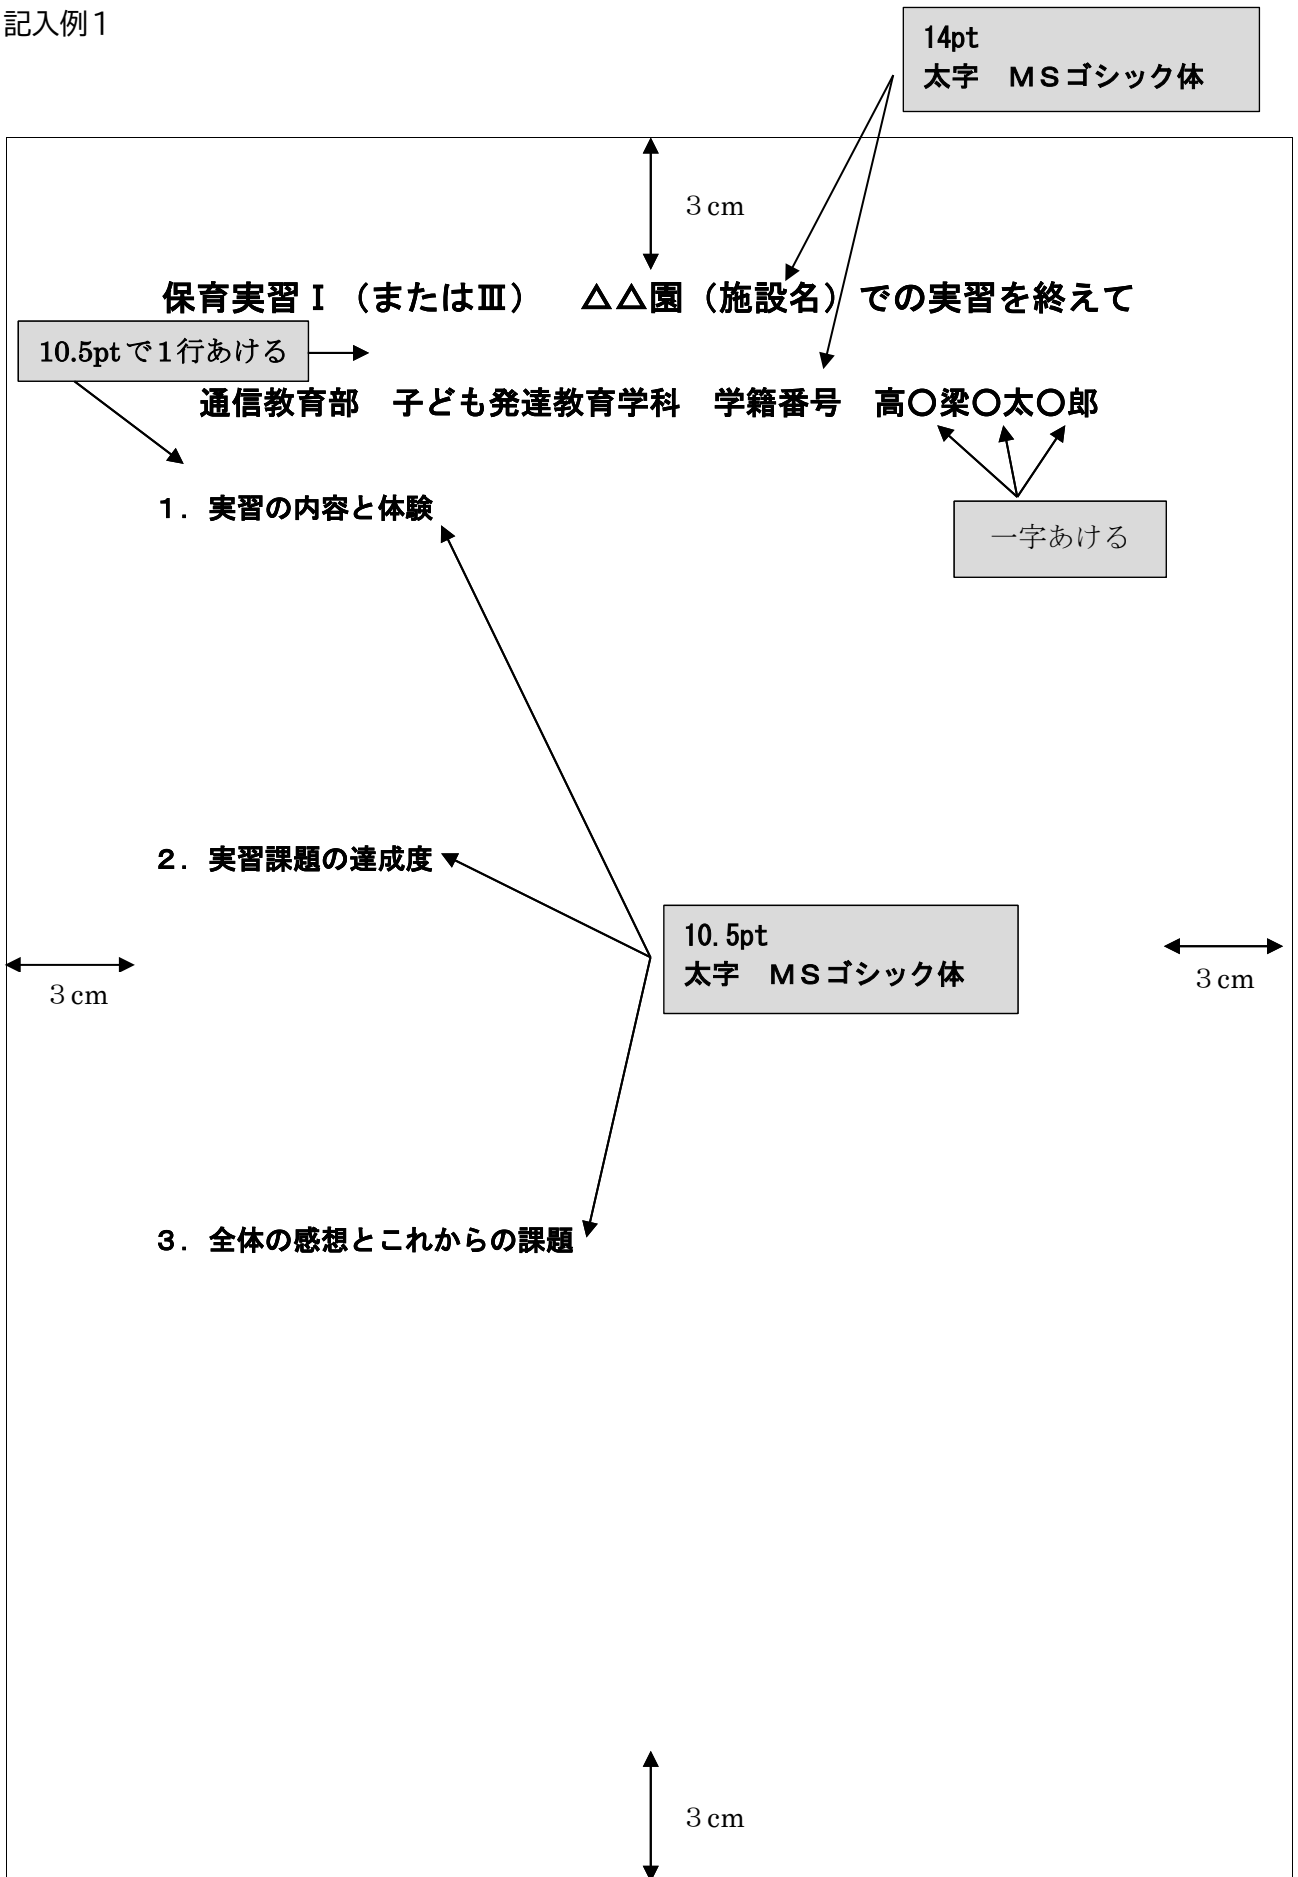 記入例１
14pt
太字　ＭＳゴシック体
３cm
保育実習Ⅰ（またはⅢ）　△△園（施設名）での実習を終えて
10.5ptで１行あける
通信教育部　子ども発達教育学科　学籍番号　高○梁○太○郎
１．実習の内容と体験
一字あける
２．実習課題の達成度
10.5pt
太字　ＭＳゴシック体
３cm
３cm
３．全体の感想とこれからの課題
３cm